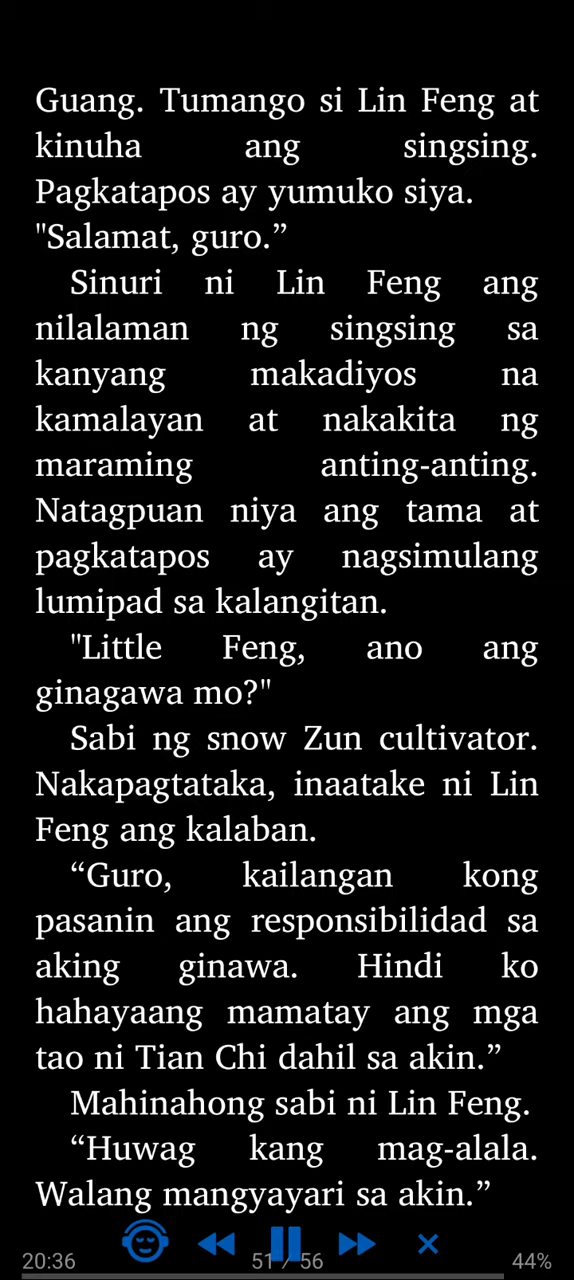 Guang. Tumango si Lin Feng at
kinuha ang singsing.
Pagkatapos ay yumuko siya.
"Salamat, guro.”
Sinuri ni Lin Feng ang
nilalaman ng singsing sa
kanyang makadiyos na
kamalayan at nakakita ng
maraming anting-anting.
Natagpuan niya ang tama at
pagkatapos ay nagsimulang
lumipad sa kalangitan.
"Little Feng, ano ang
ginagawa mo?"
Sabi ng snow Zun cultivator.
Nakapagtataka, inaatake ni Lin
Feng ang kalaban.
“Guro, kailangan kong
pasanin ang responsibilidad sa
aking ginawa. Hindi ko
hahayaang mamatay ang mga
tao ni Tian Chi dahil sa akin.”
Mahinahong sabi ni Lin Feng.
“Huwag kang mag-alala.
Walang mangyayari sa akin.”
20:36 51 / 56 44%